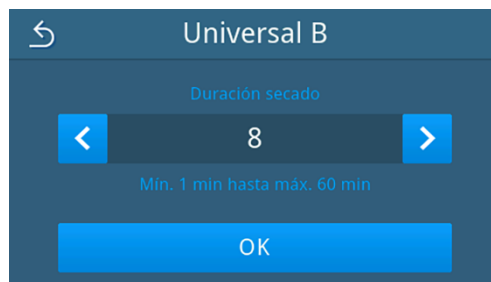 Universal B
Duración secado
8
Mín. 1 min hasta máx. 60 min
OK